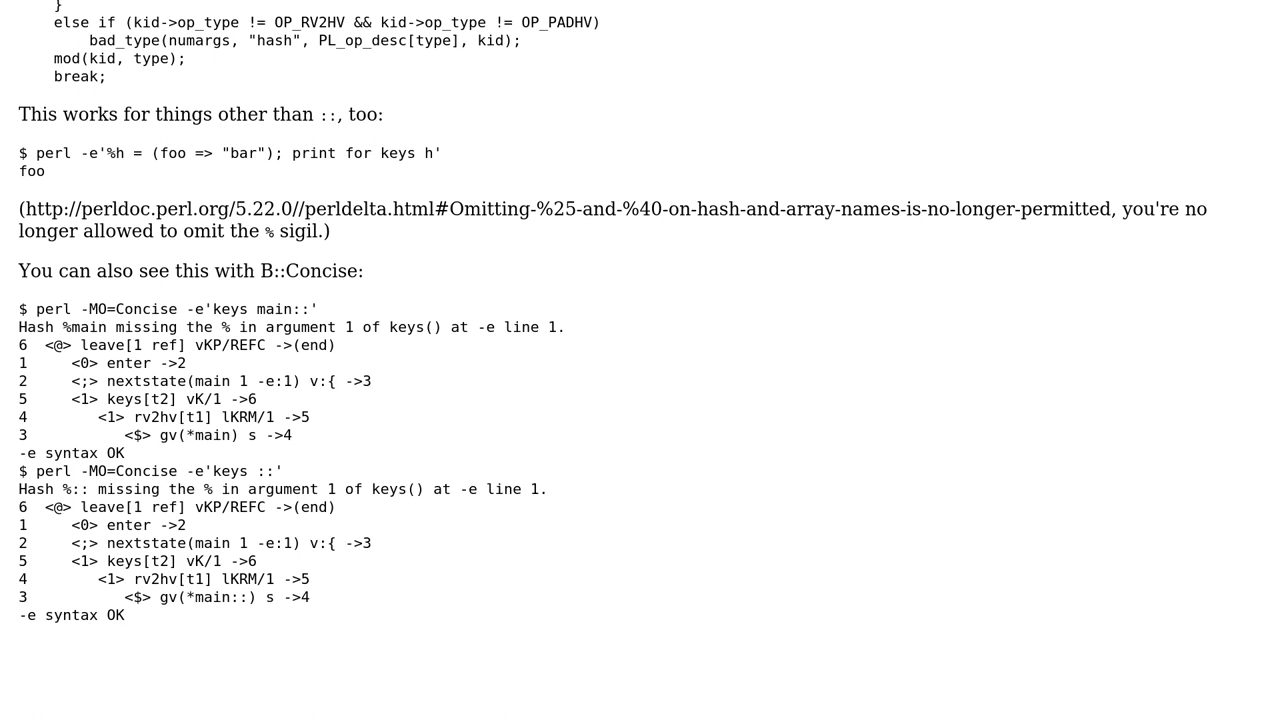 }
    else if (kid->op_type != OP_RV2HV && kid->op_type != OP_PADHV)
        bad_type(numargs, "hash", PL_op_desc[type], kid);
    mod(kid, type);
    break;
This works for things other than ::, too:
$ perl -e'%h = (foo => "bar"); print for keys h'
foo
(http://perldoc.perl.org/5.22.0//perldelta.html#Omitting-%25-and-%40-on-hash-and-array-names-is-no-longer-permitted, you're no
longer allowed to omit the % sigil.)
You can also see this with B::Concise:
$ perl -MO=Concise -e'keys main::'
Hash %main missing the % in argument 1 of keys() at -e line 1.
6  <@> leave[1 ref] vKP/REFC ->(end)
1     <0> enter ->2
2     <;> nextstate(main 1 -e:1) v:{ ->3
5     <1> keys[t2] vK/1 ->6
4        <1> rv2hv[t1] lKRM/1 ->5
3           <$> gv(*main) s ->4
-e syntax OK
$ perl -MO=Concise -e'keys ::'
Hash %:: missing the % in argument 1 of keys() at -e line 1.
6  <@> leave[1 ref] vKP/REFC ->(end)
1     <0> enter ->2
2     <;> nextstate(main 1 -e:1) v:{ ->3
5     <1> keys[t2] vK/1 ->6
4        <1> rv2hv[t1] lKRM/1 ->5
3           <$> gv(*main::) s ->4
-e syntax OK